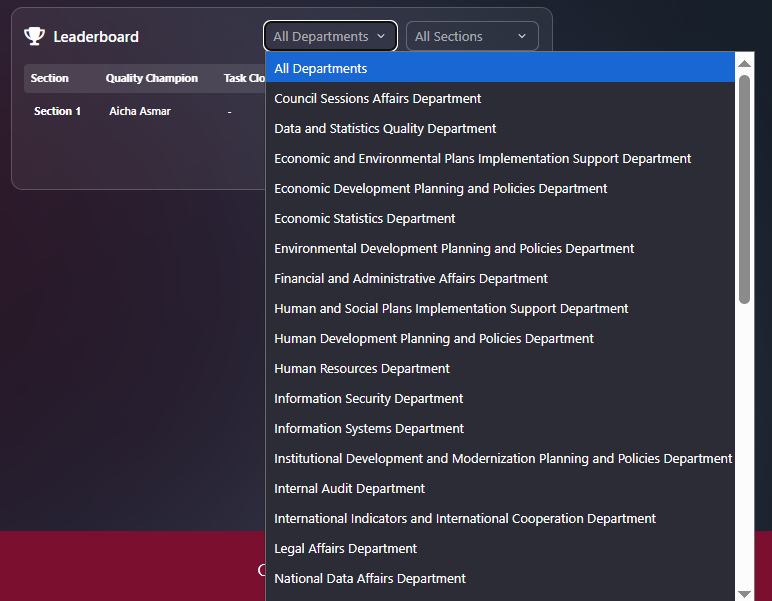 Leaderboard
All Departments
All Sections
Section
Quality Champion
Task Clo
Section 1
Aicha Asmar
-
All Departments
Council Sessions Affairs Department
Data and Statistics Quality Department
Economic and Environmental Plans Implementation Support Department
Economic Development Planning and Policies Department
Economic Statistics Department
Environmental Development Planning and Policies Department
Financial and Administrative Affairs Department
Human and Social Plans Implementation Support Department
Human Development Planning and Policies Department
Human Resources Department
Information Security Department
Information Systems Department
Institutional Development and Modernization Planning and Policies Department
Internal Audit Department
International Indicators and International Cooperation Department
Legal Affairs Department
National Data Affairs Department